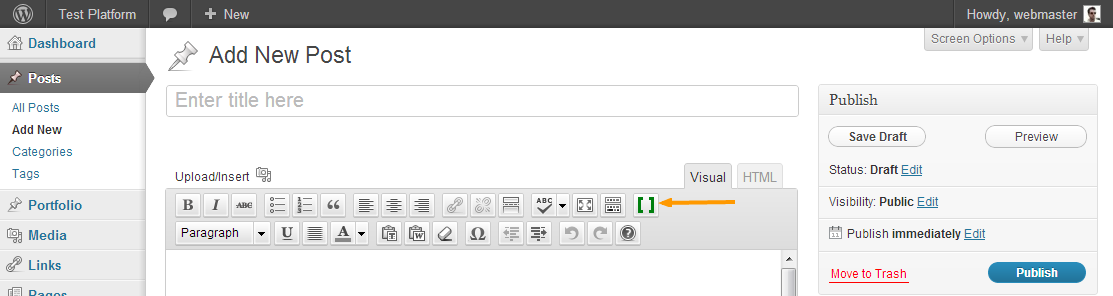 Test Platform
+ New
Howdy, webmaster
Dashboard
Posts
All Posts
Add New
Categories
Tags
Portfolio
Media
Links
Pages
Add New Post
Screen Options
Help
Enter title here
Upload/Insert
Visual
HTML
B I ABC ABC [ ]
Paragraph U A T W Ω ?
Publish
Save Draft
Preview
Status: Draft Edit
Visibility: Public Edit
11 Publish immediately Edit
Move to Trash
Publish